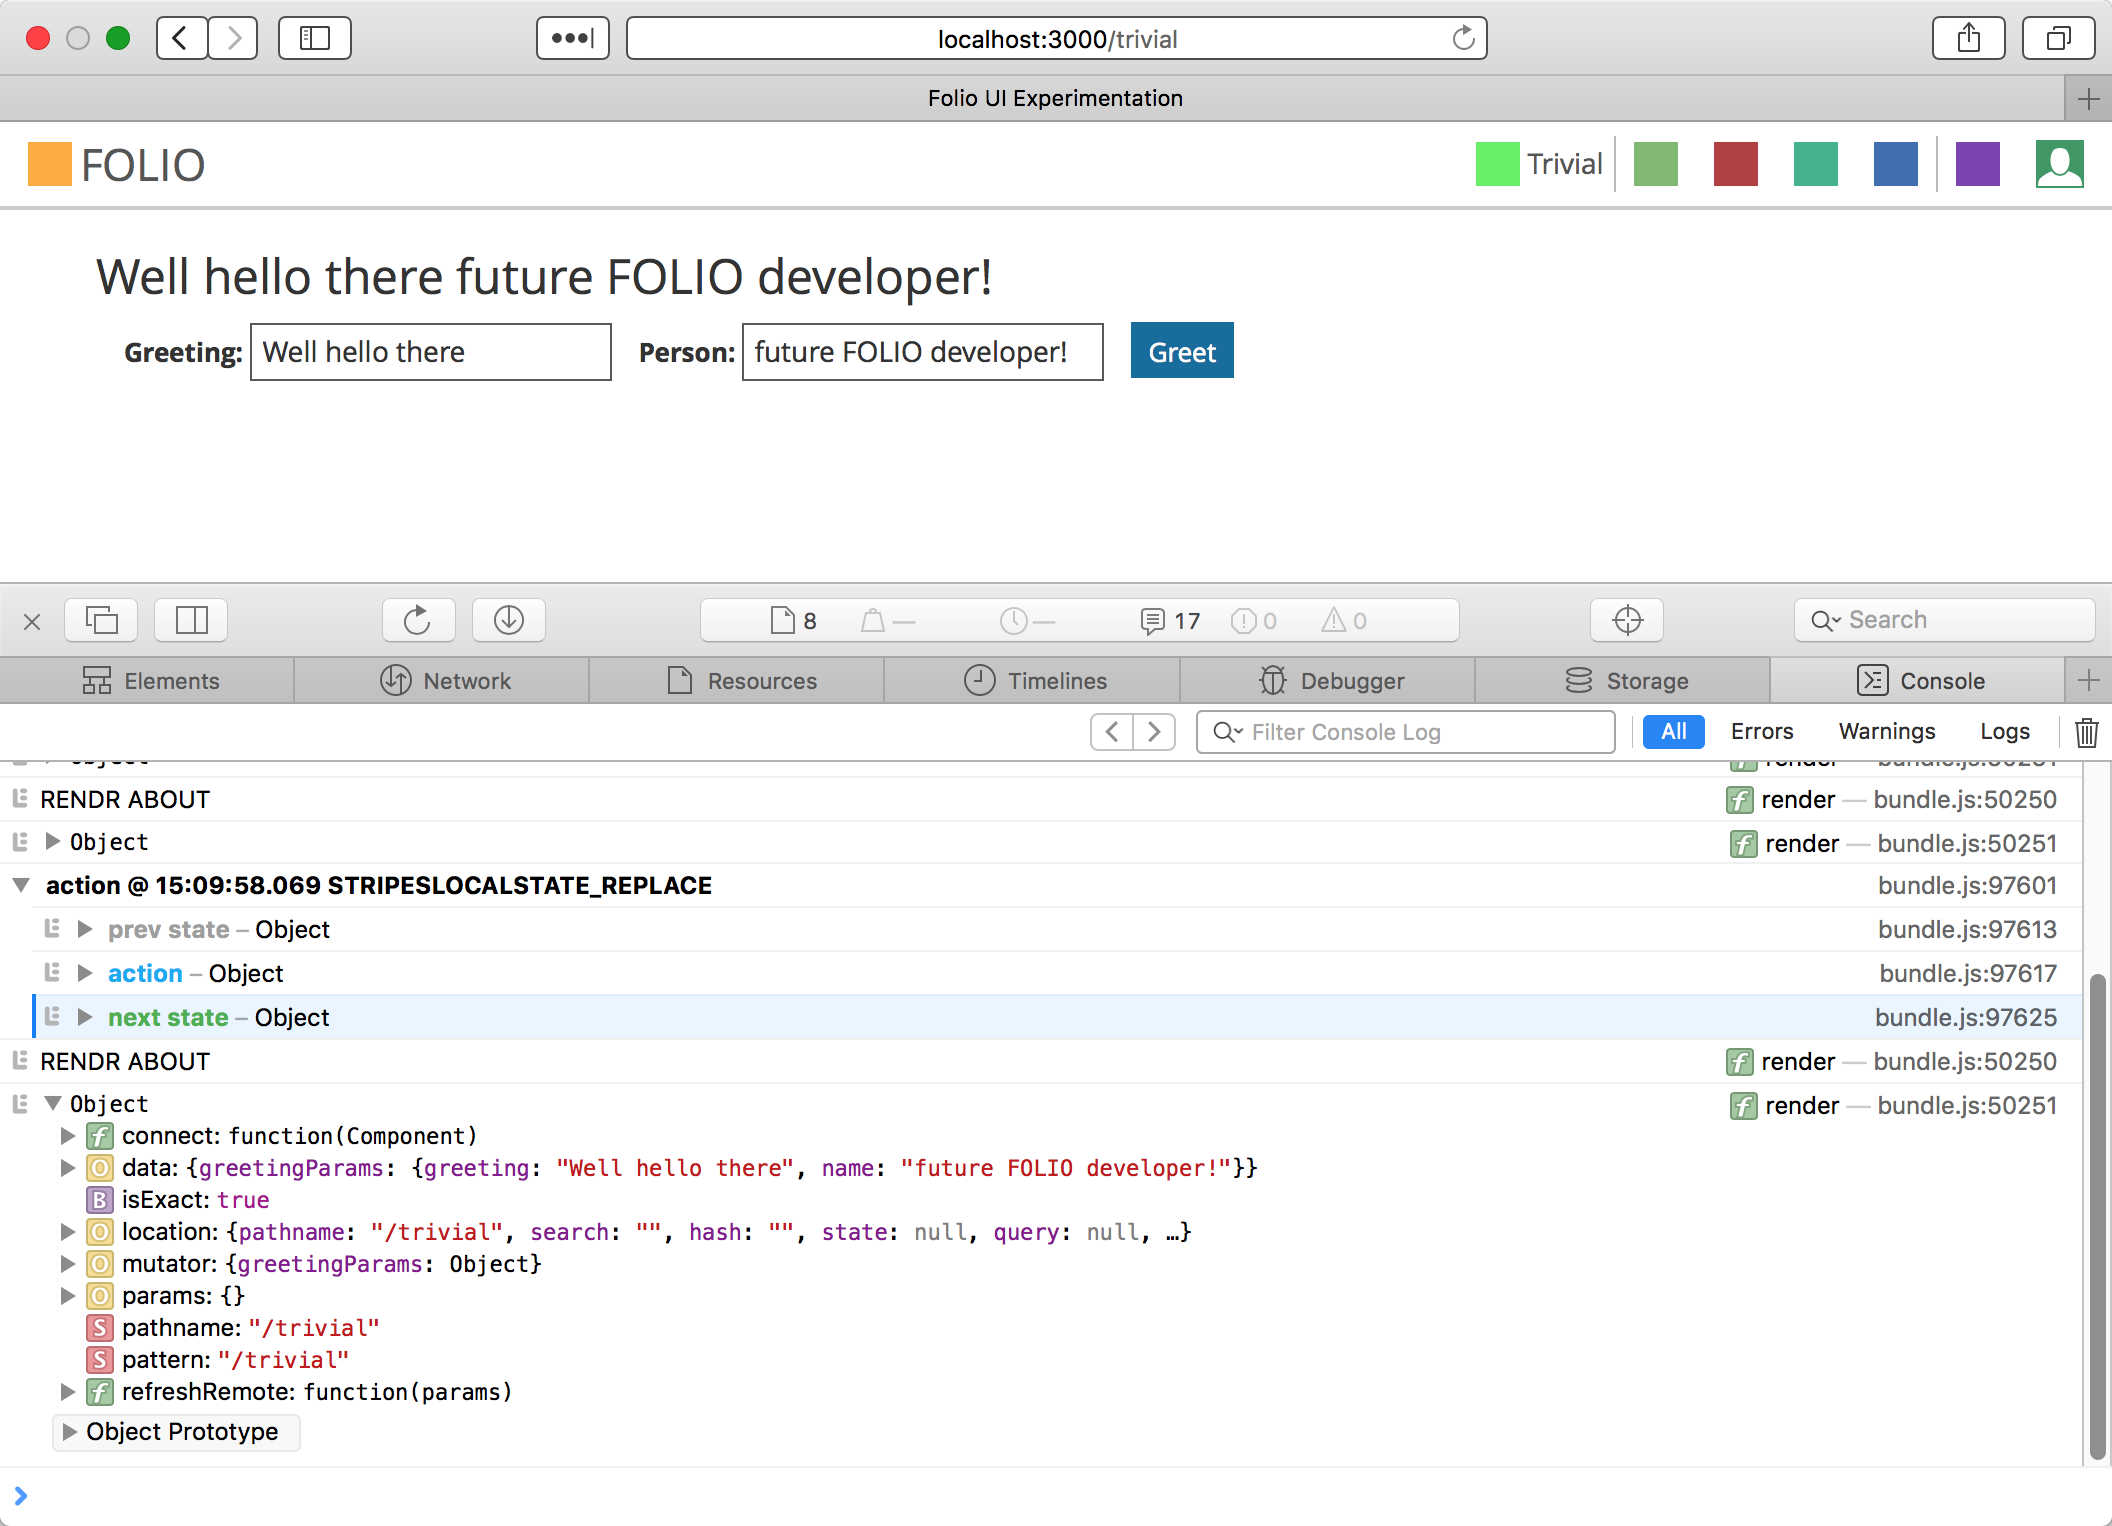 localhost:3000/trivial
Folio UI Experimentation
FOLIO
Trivial
Well hello there future FOLIO developer!
Greeting: Well hello there Person: future FOLIO developer! Greet
8 — — 17 0 0 Search
Elements Network Resources Timelines Debugger Storage Console
Filter Console Log All Errors Warnings Logs
Object render — bundle.js:50251
RENDR ABOUT render — bundle.js:50250
Object render — bundle.js:50251
action @ 15:09:58.069 STRIPESLOCALSTATE_REPLACE bundle.js:97601
prev state – Object bundle.js:97613
action – Object bundle.js:97617
next state – Object bundle.js:97625
RENDR ABOUT render — bundle.js:50250
Object render — bundle.js:50251
f connect: function(Component)
O data: {greetingParams: {greeting: "Well hello there", name: "future FOLIO developer!"}}
B isExact: true
O location: {pathname: "/trivial", search: "", hash: "", state: null, query: null, …}
O mutator: {greetingParams: Object}
O params: {}
S pathname: "/trivial"
S pattern: "/trivial"
f refreshRemote: function(params)
Object Prototype